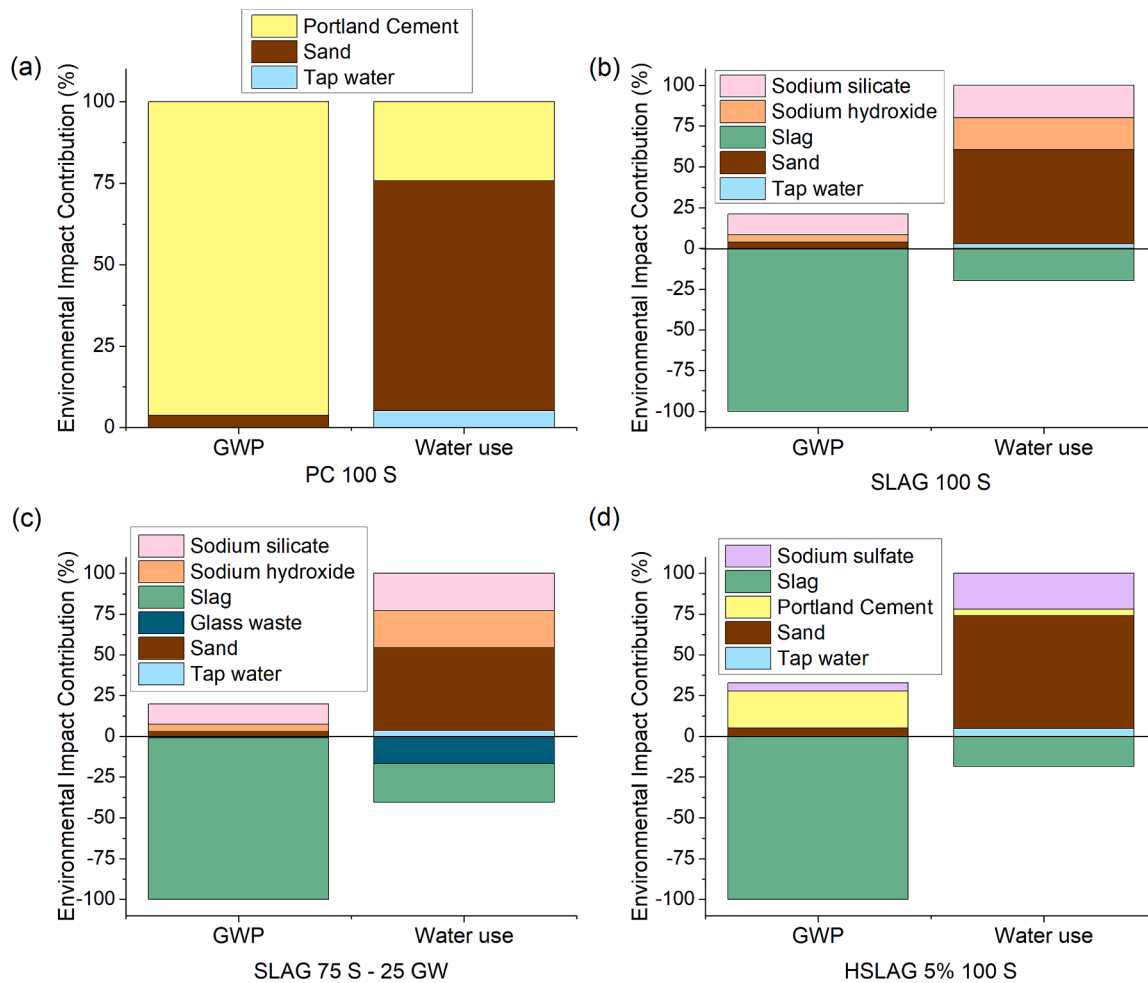 (a)
Portland Cement
Sand
Tap water
Environmental Impact Contribution (%)
100
75
50
25
0
GWP
Water use
PC 100 S
(b)
Sodium silicate
Sodium hydroxide
Slag
Sand
Tap water
Environmental Impact Contribution (%)
100
75
50
25
0
-25
-50
-75
-100
GWP
Water use
SLAG 100 S
(c)
Sodium silicate
Sodium hydroxide
Slag
Glass waste
Sand
Tap water
Environmental Impact Contribution (%)
100
75
50
25
0
-25
-50
-75
-100
GWP
Water use
SLAG 75 S - 25 GW
(d)
Sodium sulfate
Slag
Portland Cement
Sand
Tap water
Environmental Impact Contribution (%)
100
75
50
25
0
-25
-50
-75
-100
GWP
Water use
HSLAG 5% 100 S